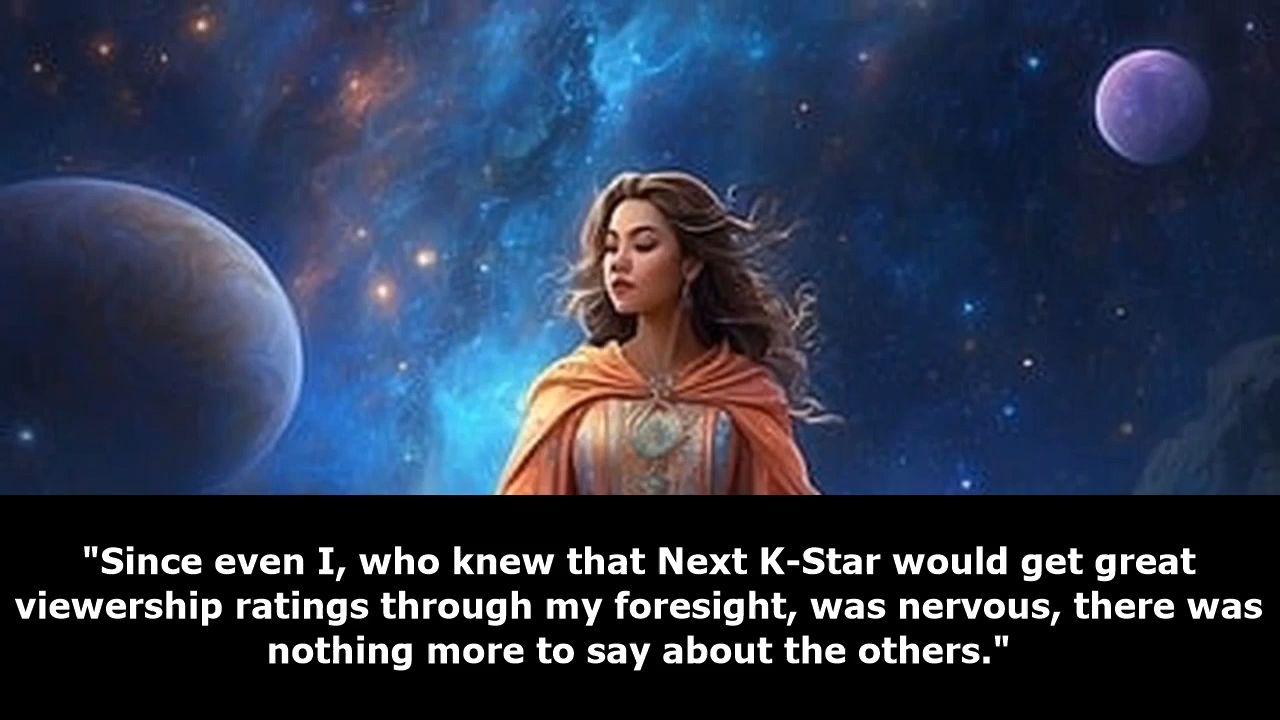 "Since even I, who knew that Next K-Star would get great
viewership ratings through my foresight, was nervous, there was
nothing more to say about the others."